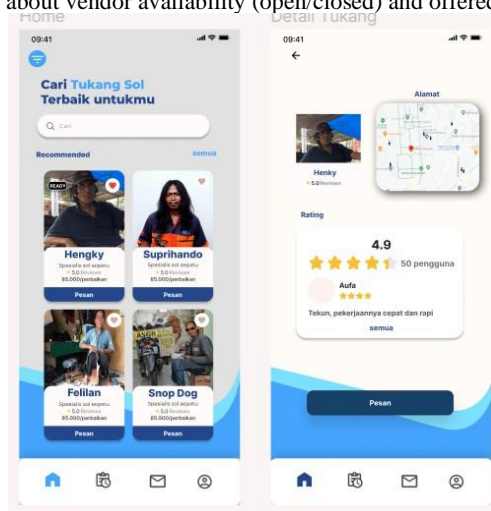 about vendor availability (open/closed) and offered
Home
09:41
Cari Tukang Sol
Terbaik untukmu
Cari
Recommended
semua
READY
Hengky
Spesialis sol sepatu
5.0 Reviews
85.000/perbaikan
Pesan
Suprihando
Spesialis sol sepatu
5.0 Reviews
85.000/perbaikan
Pesan
Felilan
Spesialis sol sepatu
5.0 Reviews
85.000/perbaikan
Pesan
Snop Dog
Spesialis sol sepatu
5.0 Reviews
85.000/perbaikan
Pesan
Detail Tukang
09:41
Alamat
Henky
5.0 Reviews
Rating
4.9
50 pengguna
Aufa
Tekun, pekerjaannya cepat dan rapi
semua
Pesan